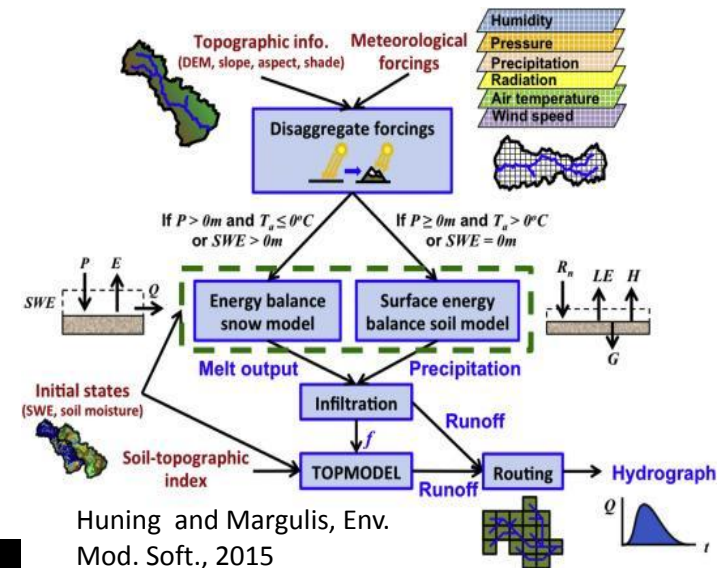 Topographic info.
(DEM, slope, aspect, shade)
Meteorological
forcings
Humidity
Pressure
Precipitation
Radiation
Air temperature
Wind speed
Disaggregate forcings
If P > 0m and Tₐ ≤ 0°C
or SWE > 0m
If P ≥ 0m and Tₐ > 0°C
or SWE = 0m
P
E
Q
SWE
Energy balance
snow model
Surface energy
balance soil model
Rₙ
LE
H
G
Melt output
Precipitation
Initial states
(SWE, soil moisture)
Infiltration
Runoff
f
Soil-topographic
index
TOPMODEL
Runoff
Routing
Hydrograph
Q
t
Huning and Margulis, Env.
Mod. Soft., 2015